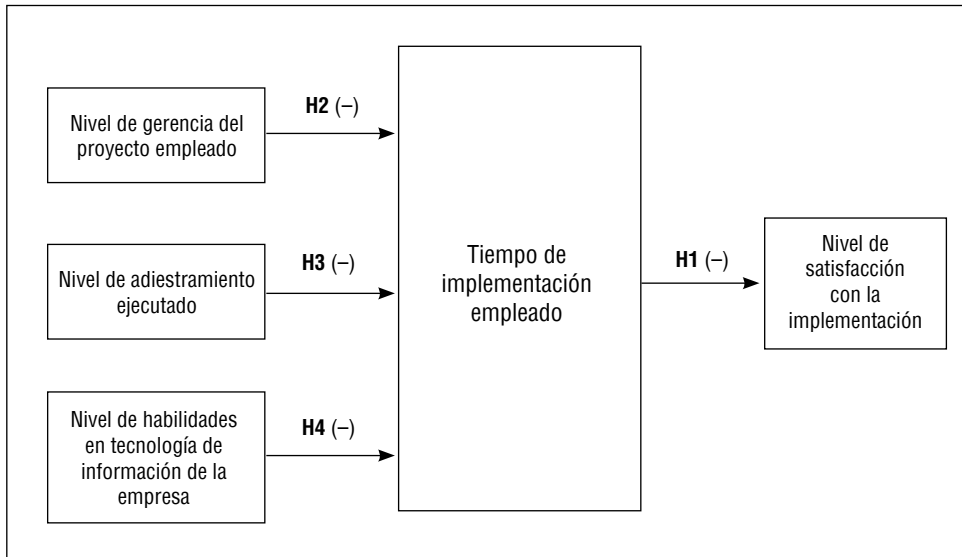 Nivel de gerencia del
proyecto empleado
H2 (–)
Nivel de adiestramiento
ejecutado
H3 (–)
Nivel de habilidades
en tecnología de
información de la
empresa
H4 (–)
Tiempo de
implementación
empleado
H1 (–)
Nivel de
satisfacción
con la
implementación